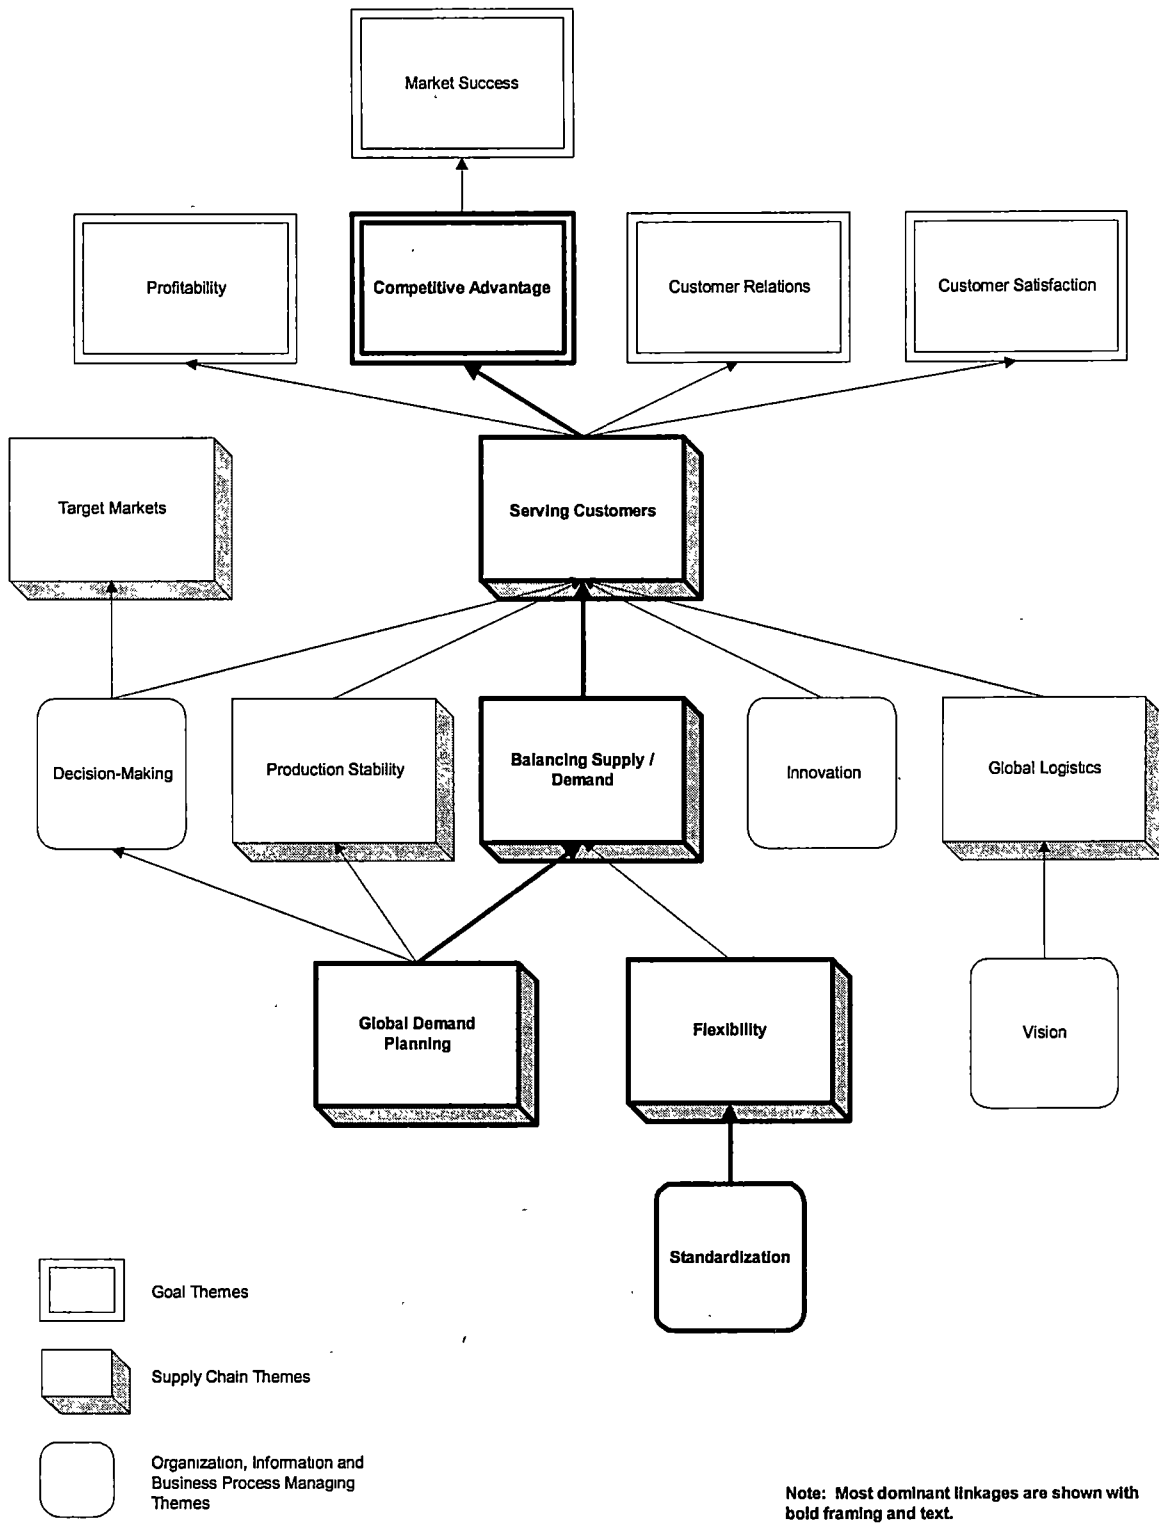 Market Success
Profitability
Competitive Advantage
Customer Relations
Customer Satisfaction
Target Markets
Serving Customers
Decision-Making
Production Stability
Balancing Supply /
Demand
Innovation
Global Logistics
Global Demand
Planning
Flexibility
Vision
Standardization
Goal Themes
Supply Chain Themes
Organization, Information and
Business Process Managing
Themes
Note: Most dominant linkages are shown with
bold framing and text.